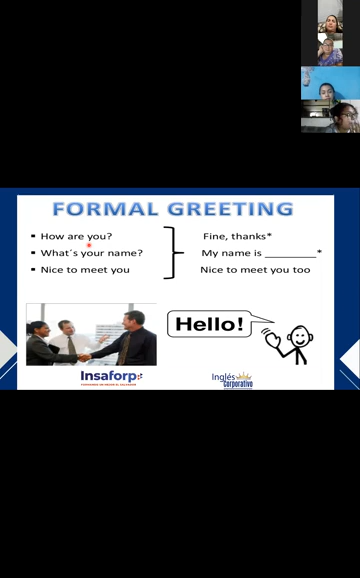 FORMAL GREETING
▪ How are you? Fine, thanks*
▪ What´s your name? My name is ________*
▪ Nice to meet you Nice to meet you too
Hello!
Insaforp
Inglés
Corporativo